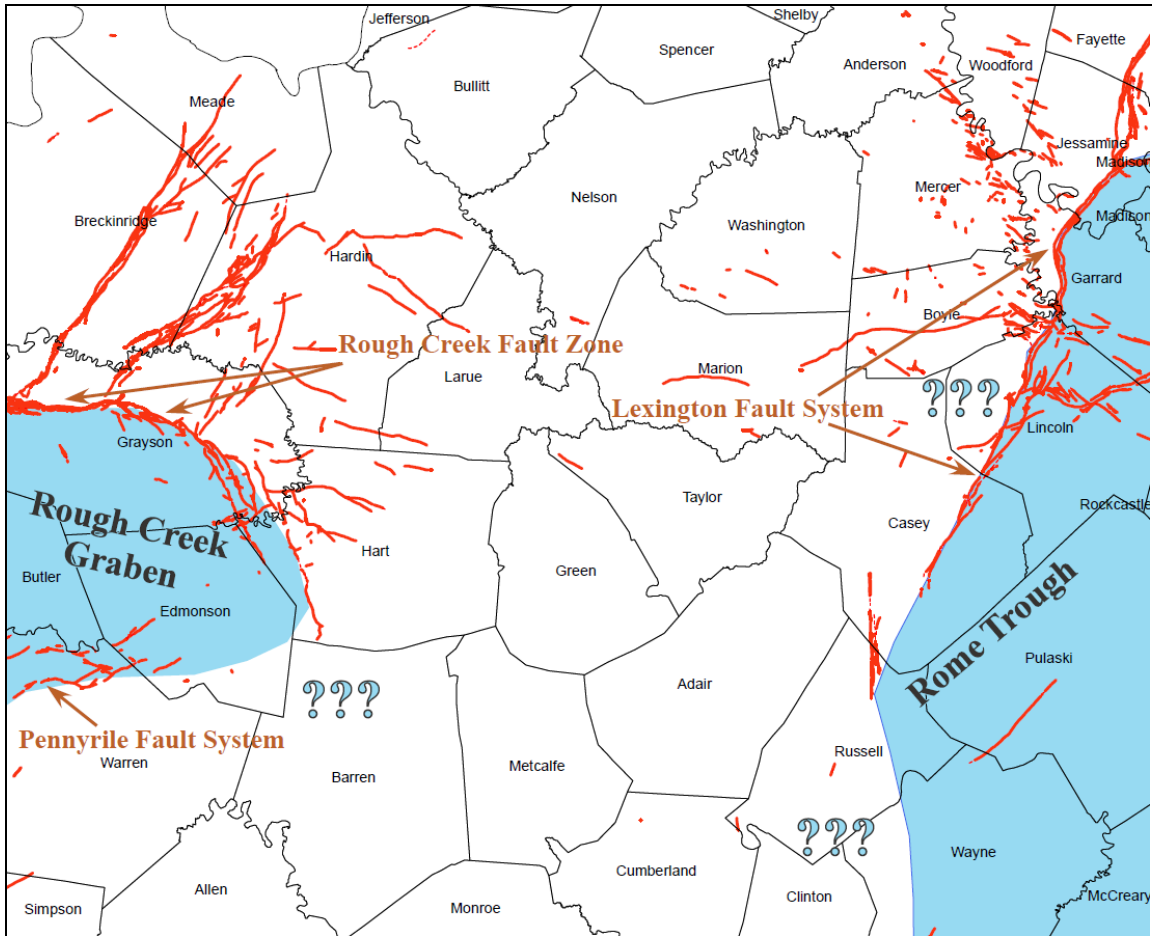 Jefferson
Shelby
Spencer
Fayette
Anderson
Woodford
Bullitt
Meade
Jessamine
Madison
Mercer
Nelson
Breckinridge
Washington
Madison
Hardin
Garrard
Boyle
Rough Creek Fault Zone
Marion
Larue
???
Lexington Fault System
Lincoln
Grayson
Taylor
Rockcastle
Rough Creek
Graben
Casey
Hart
Green
Butler
Edmonson
Rome Trough
Pulaski
Adair
???
Pennyrile Fault System
Russell
Warren
Metcalfe
Barren
???
Wayne
Cumberland
Allen
Clinton
McCreary
Simpson
Monroe